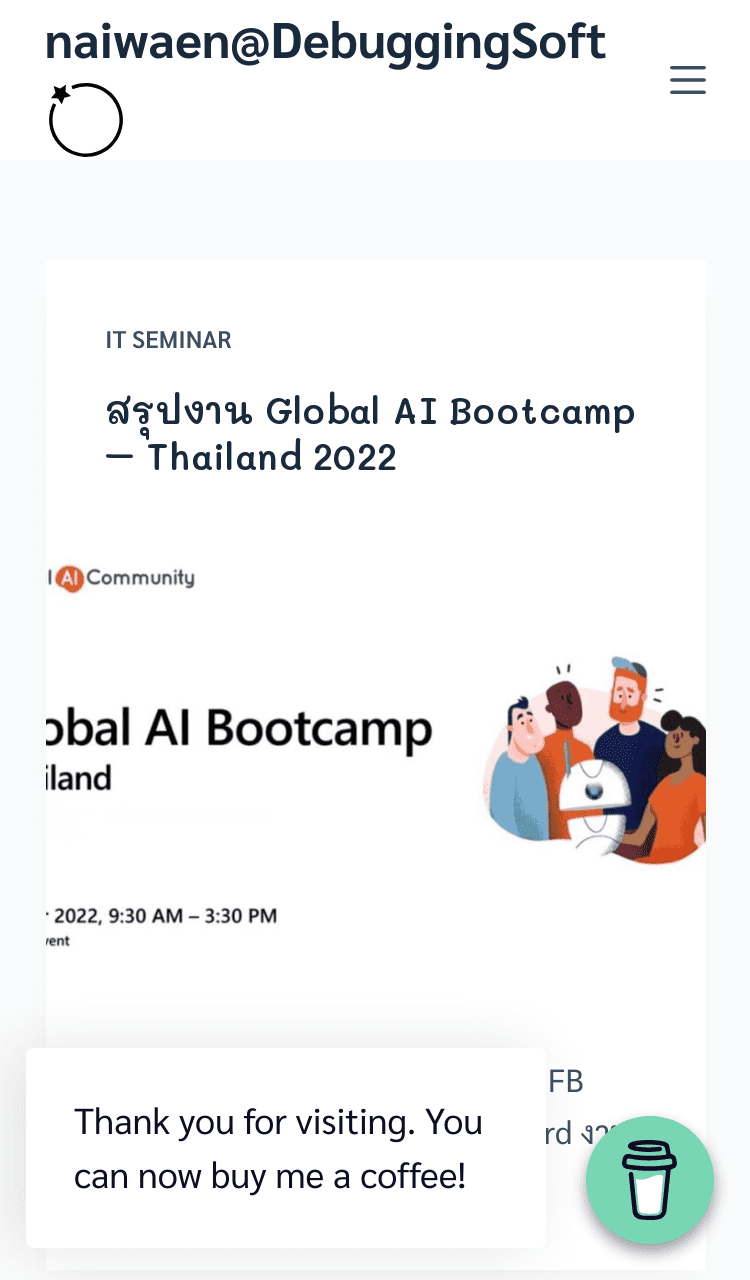 naiwaen@DebuggingSoft
IT SEMINAR
สรุปงาน Global AI Bootcamp
– Thailand 2022
AI Community
obal AI Bootcamp
iland
2022, 9:30 AM – 3:30 PM
vent
FB
rd
Thank you for visiting. You
can now buy me a coffee!